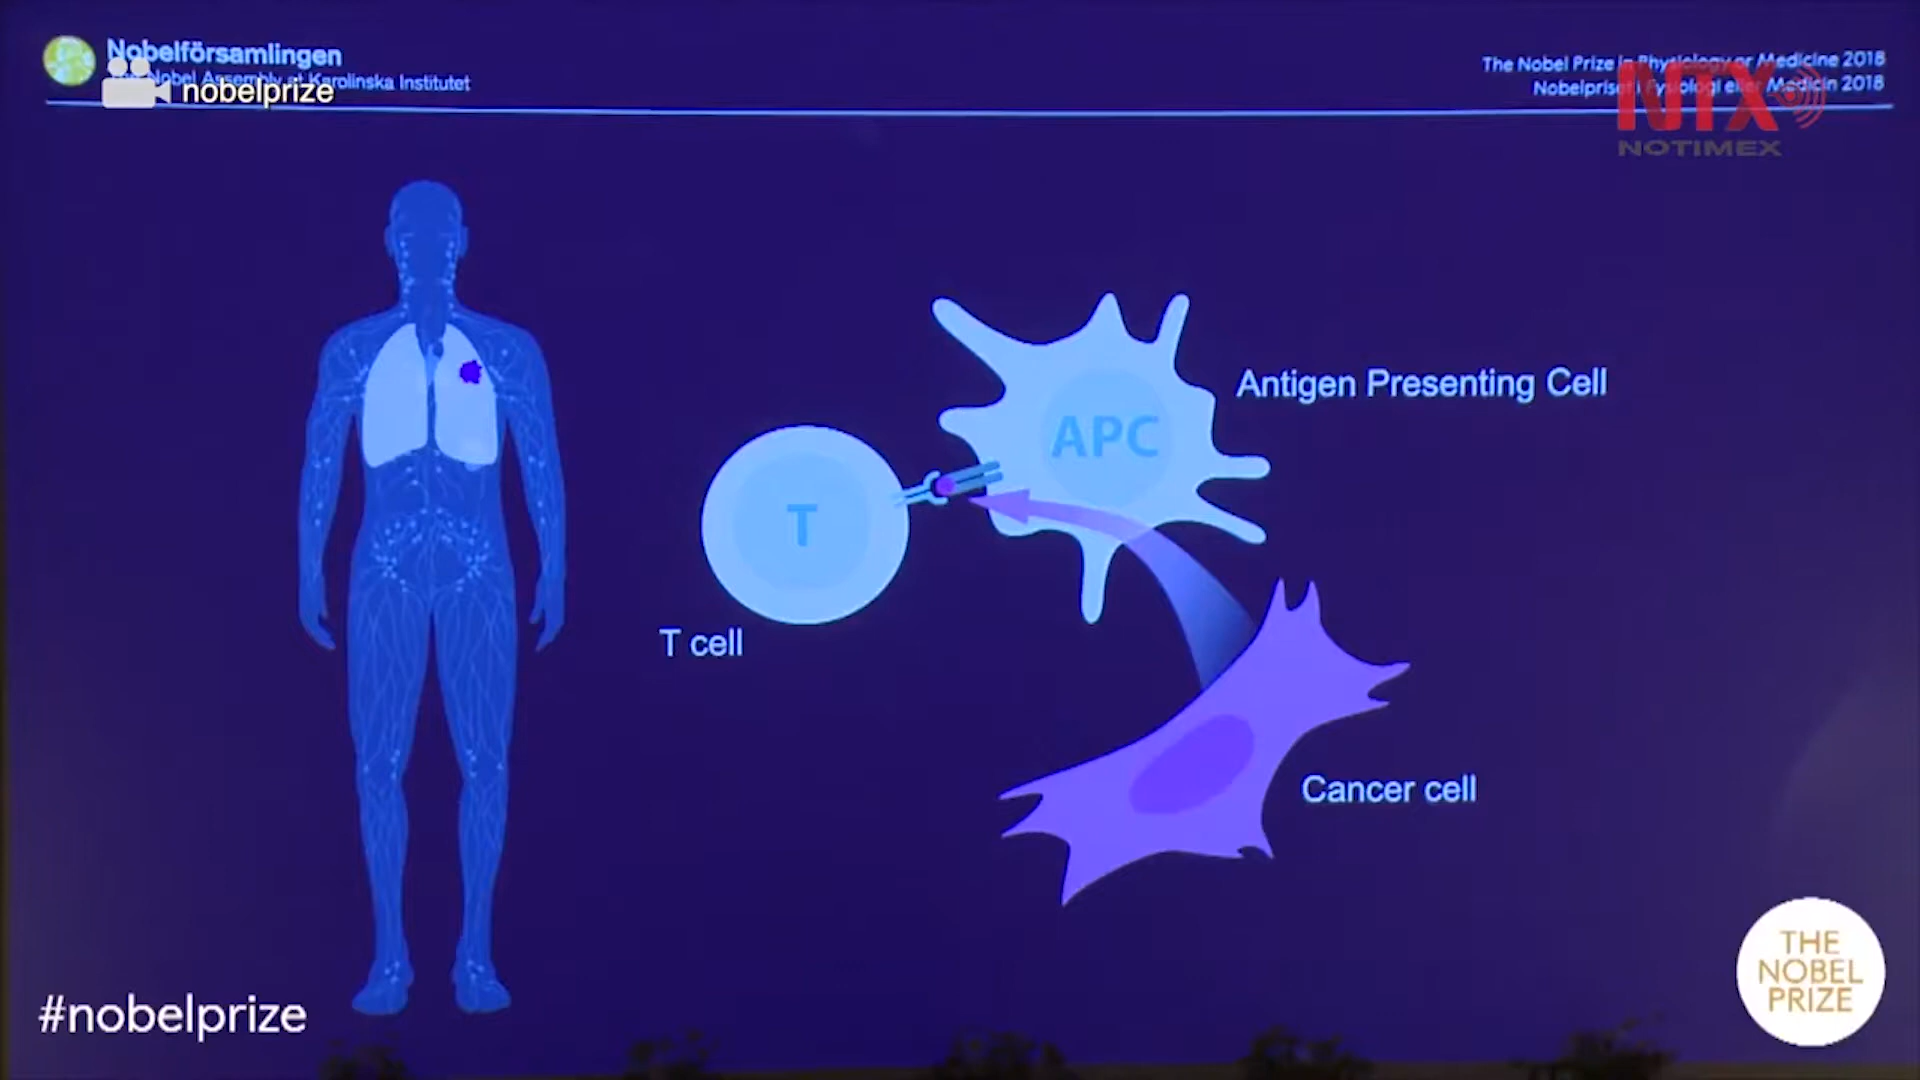 Nobelförsamlingen
The Nobel Assembly at Karolinska Institutet
nobelprize
The Nobel Prize in Physiology or Medicine 2018
Nobelpriset i Fysiologi eller Medicin 2018
NTX
NOTIMEX
Antigen Presenting Cell
APC
T
T cell
Cancer cell
#nobelprize
THE
NOBEL
PRIZE